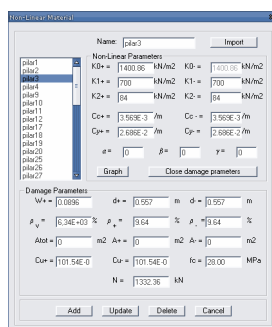 Non-Linear Material
Name: pilar3 Import
pilar1
pilar2
pilar3
pilar4
pilar5
pilar9
pilar10
pilar11
pilar12
pilar17
pilar18
pilar19
pilar20
pilar25
pilar26
pilar27
Non-Linear Parameters
K0+ = 1400.86 kN/m2 K0- = 1400.86 kN/m2
K1+ = 700 kN/m2 K1- = 700 kN/m2
K2+ = 84 kN/m2 K2- = 84 kN/m2
Cc+ = 3.569E-3 /m Cc- = 3.569E-3 /m
Cy+ = 2.686E-2 /m Cy- = 2.686E-2 /m
α = 0 β = 0 γ = 0
Graph Close damage prameters
Damage Parameters
W+ = 0.0896 d+ = 0.557 m d- = 0.557 m
ρv = 6,34E+03 % ρ+ = 9.64 % ρ- = 9.64 %
Atot = 0 m2 A+ = 0 m2 A- = 0 m2
Cu+ = 101.54E-0 Cu- = 101.54E-0 fc = 28.00 MPa
N = 1332.36 kN
Add Update Delete Cancel